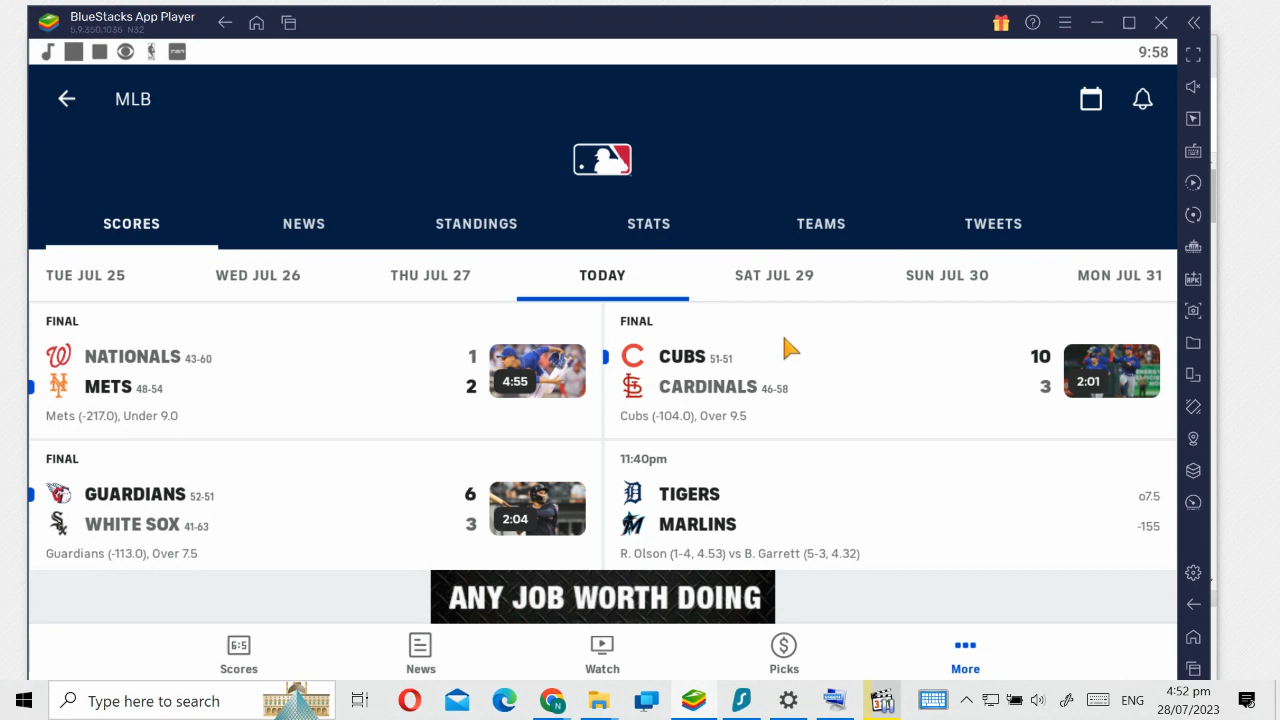 BlueStacks App Player
5.9.350.1035 N32
9:58
MLB
SCORES NEWS STANDINGS STATS TEAMS TWEETS
TUE JUL 25 WED JUL 26 THU JUL 27 TODAY SAT JUL 29 SUN JUL 30 MON JUL 31
FINAL
NATIONALS 43-60 1
METS 48-54 2
4:55
Mets (-217.0), Under 9.0
FINAL
CUBS 51-51 10
CARDINALS 46-58 3
2:01
Cubs (-104.0), Over 9.5
FINAL
GUARDIANS 52-51 6
WHITE SOX 41-63 3
2:04
Guardians (-113.0), Over 7.5
11:40pm
TIGERS o7.5
MARLINS -155
R. Olson (1-4, 4.53) vs B. Garrett (5-3, 4.32)
ANY JOB WORTH DOING
Scores News Watch Picks More
Type here to search
ENG
4:52 pm
28/07/2023